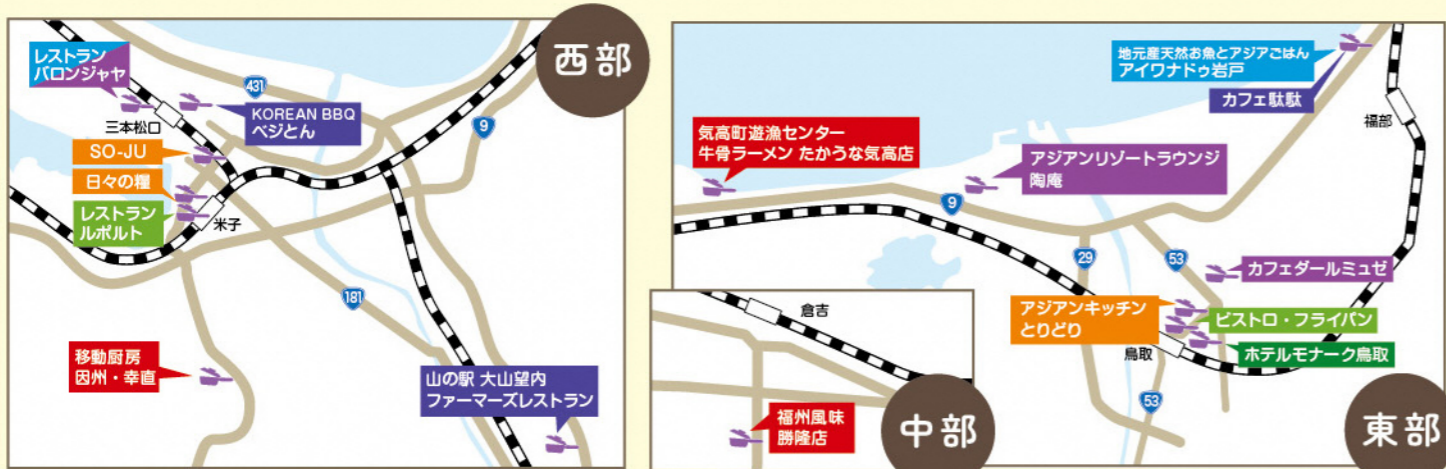 西部
レストラン
バロンジャヤ
431
KOREAN BBQ
ベジとん
9
三本松口
SO-JU
日々の糧
レストラン
ルポルト
米子
181
移動厨房
因州・幸直
山の駅 大山望内
ファーマーズレストラン
中部
倉吉
福州風味
勝隆店
東部
地元産天然お魚とアジアごはん
アイワナドゥ岩戸
カフェ駄駄
福部
気高町遊漁センター
牛骨ラーメン たかうな気高店
アジアンリゾートラウンジ
陶庵
9
29
53
カフェダールミュゼ
アジアンキッチン
とりどり
ビストロ・フライパン
鳥取
ホテルモナーク鳥取
53